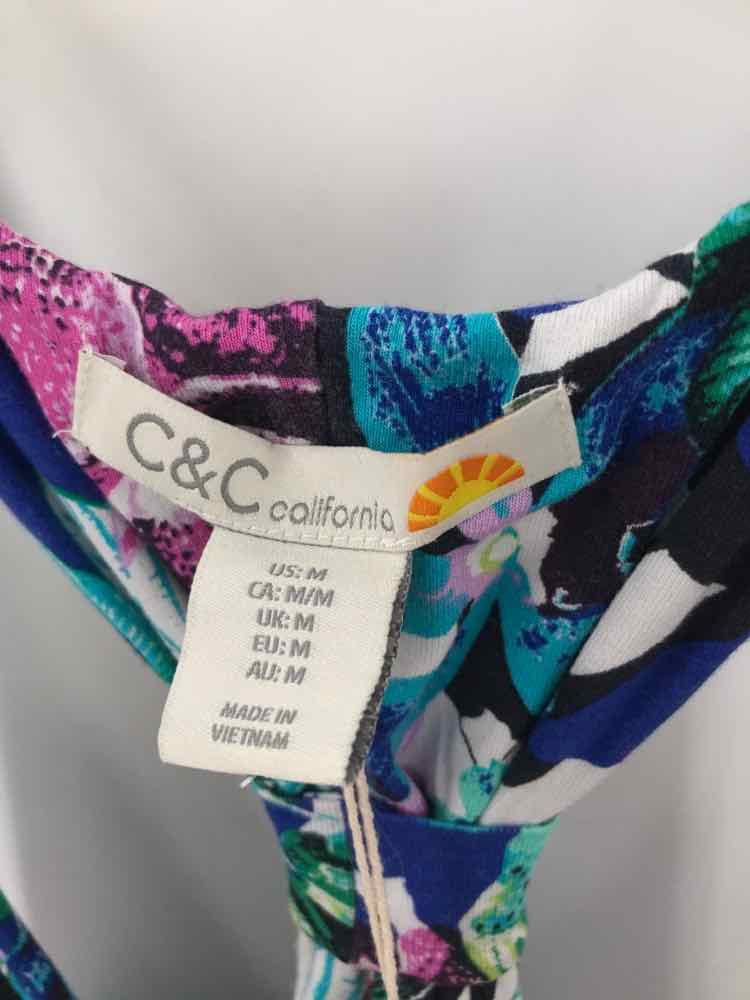 C&C california
US: M
CA: M/M
UK: M
EU: M
AU: M
MADE IN
VIETNAM